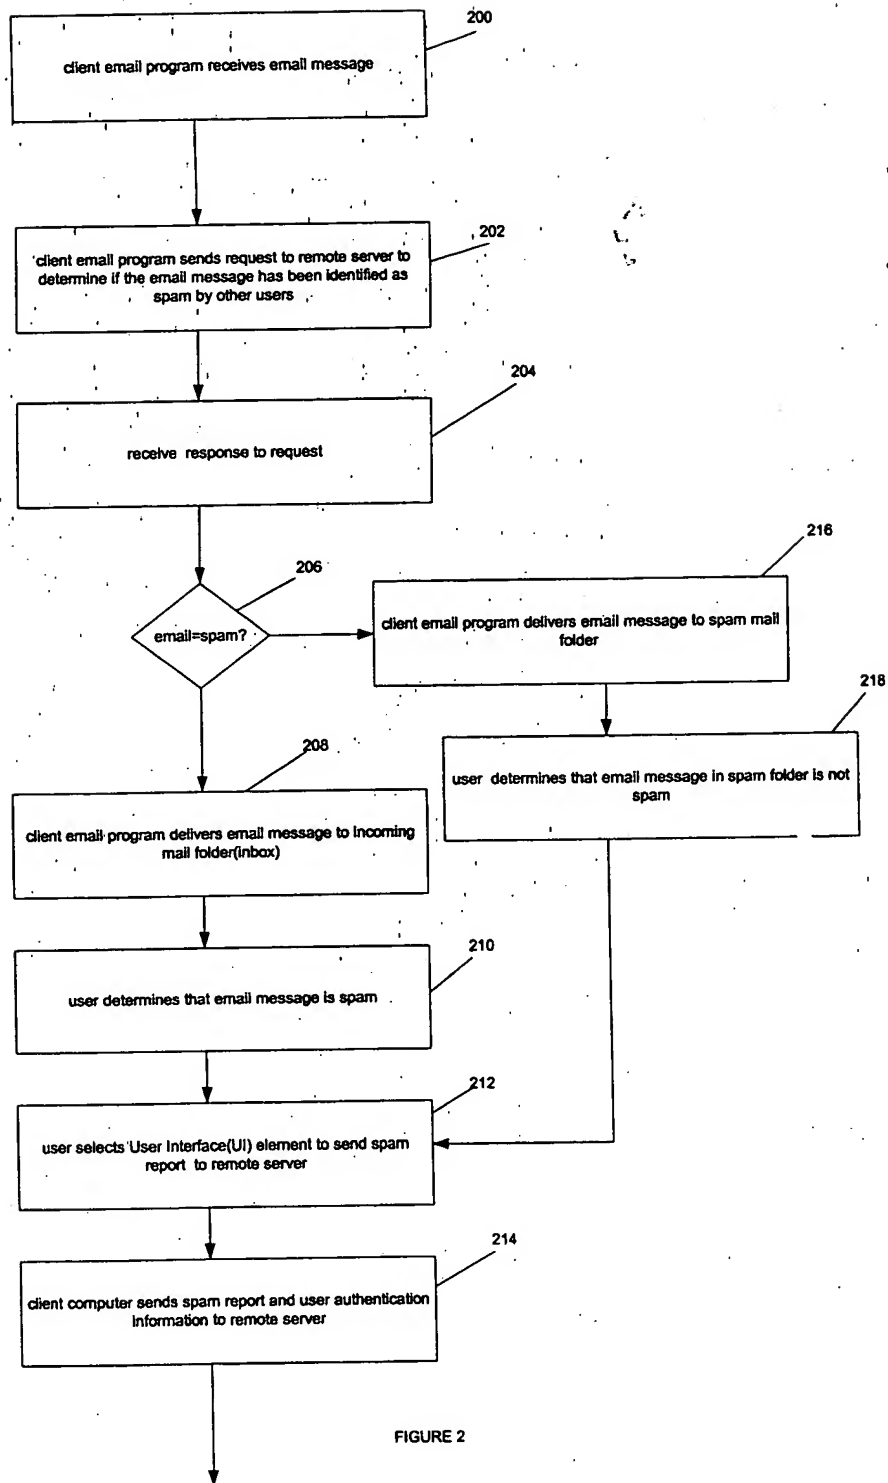 200
client email program receives email message
202
client email program sends request to remote server to
determine if the email message has been identified as
spam by other users
204
receive response to request
216
206
client email program delivers email message to spam mail
folder
email=spam?
218
208
user determines that email message in spam folder is not
spam
client email program delivers email message to incoming
mail folder(inbox)
210
user determines that email message is spam
212
user selects User Interface(UI) element to send spam
report to remote server
214
client computer sends spam report and user authentication
information to remote server
FIGURE 2